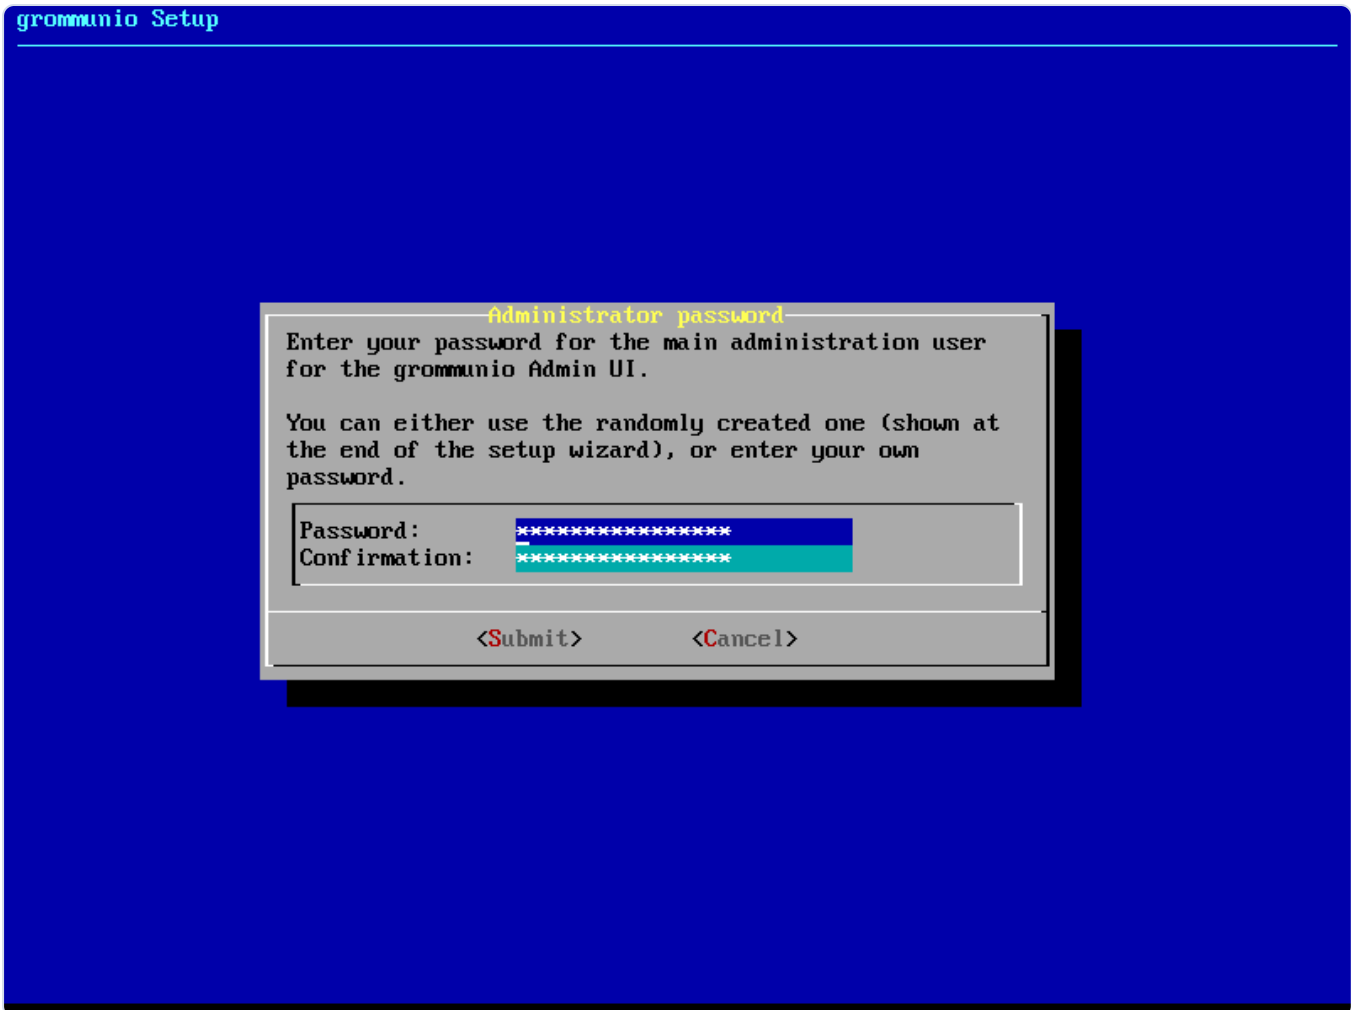 grommunio Setup
Administrator password
Enter your password for the main administration user
for the grommunio Admin UI.
You can either use the randomly created one (shown at
the end of the setup wizard), or enter your own
password.
Password: ****************
Confirmation: ****************
<Submit> <Cancel>